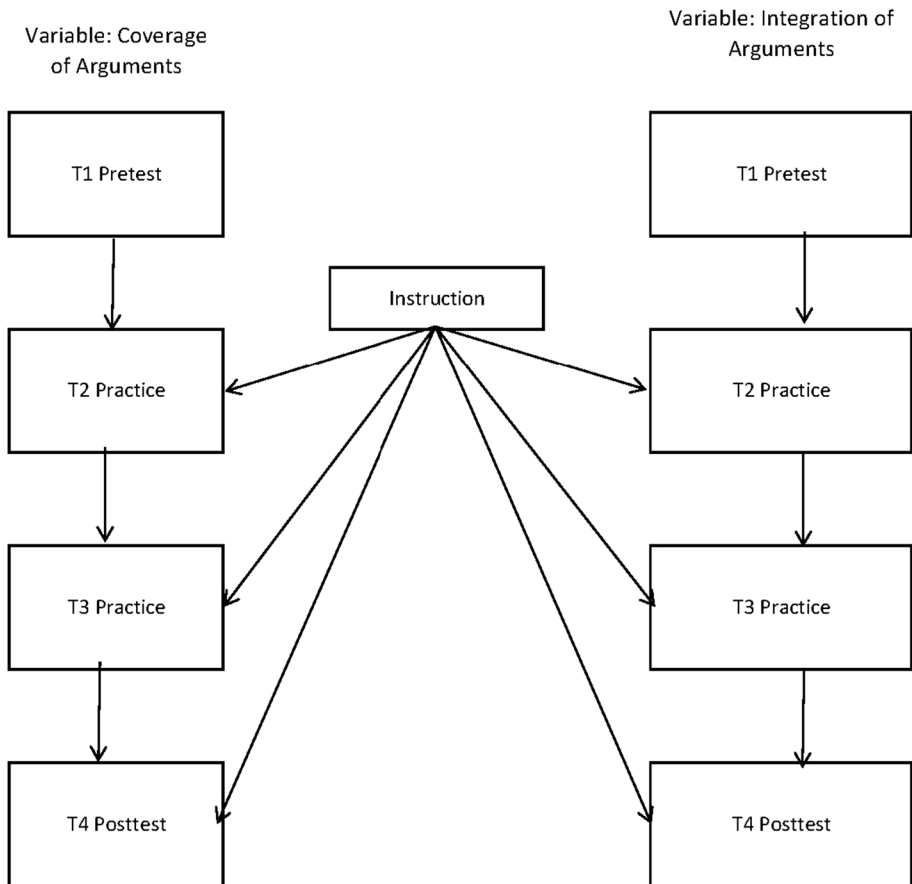 Variable: Coverage
of Arguments
Variable: Integration of
Arguments
T1 Pretest
T1 Pretest
Instruction
T2 Practice
T2 Practice
T3 Practice
T3 Practice
T4 Posttest
T4 Posttest